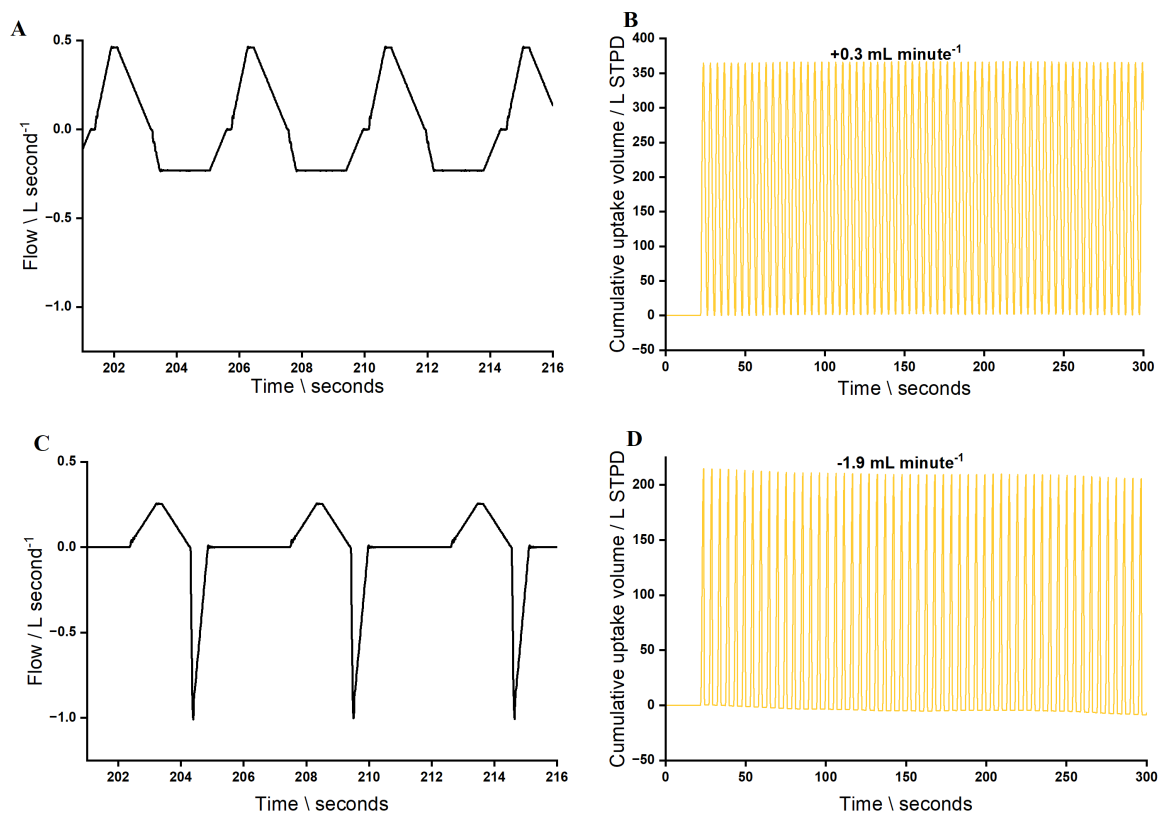 A
0.5
0.0
−0.5
−1.0
Flow \ L second-1
202 204 206 208 210 212 214 216
Time \ seconds
B
400
350
300
250
200
150
100
50
0
−50
Cumulative uptake volume / L STPD
+0.3 mL minute-1
0 50 100 150 200 250 300
Time \ seconds
C
0.5
0.0
−0.5
−1.0
Flow / L second-1
202 204 206 208 210 212 214 216
Time \ seconds
D
200
150
100
50
0
−50
Cumulative uptake volume / L STPD
-1.9 mL minute-1
0 50 100 150 200 250 300
Time \ seconds